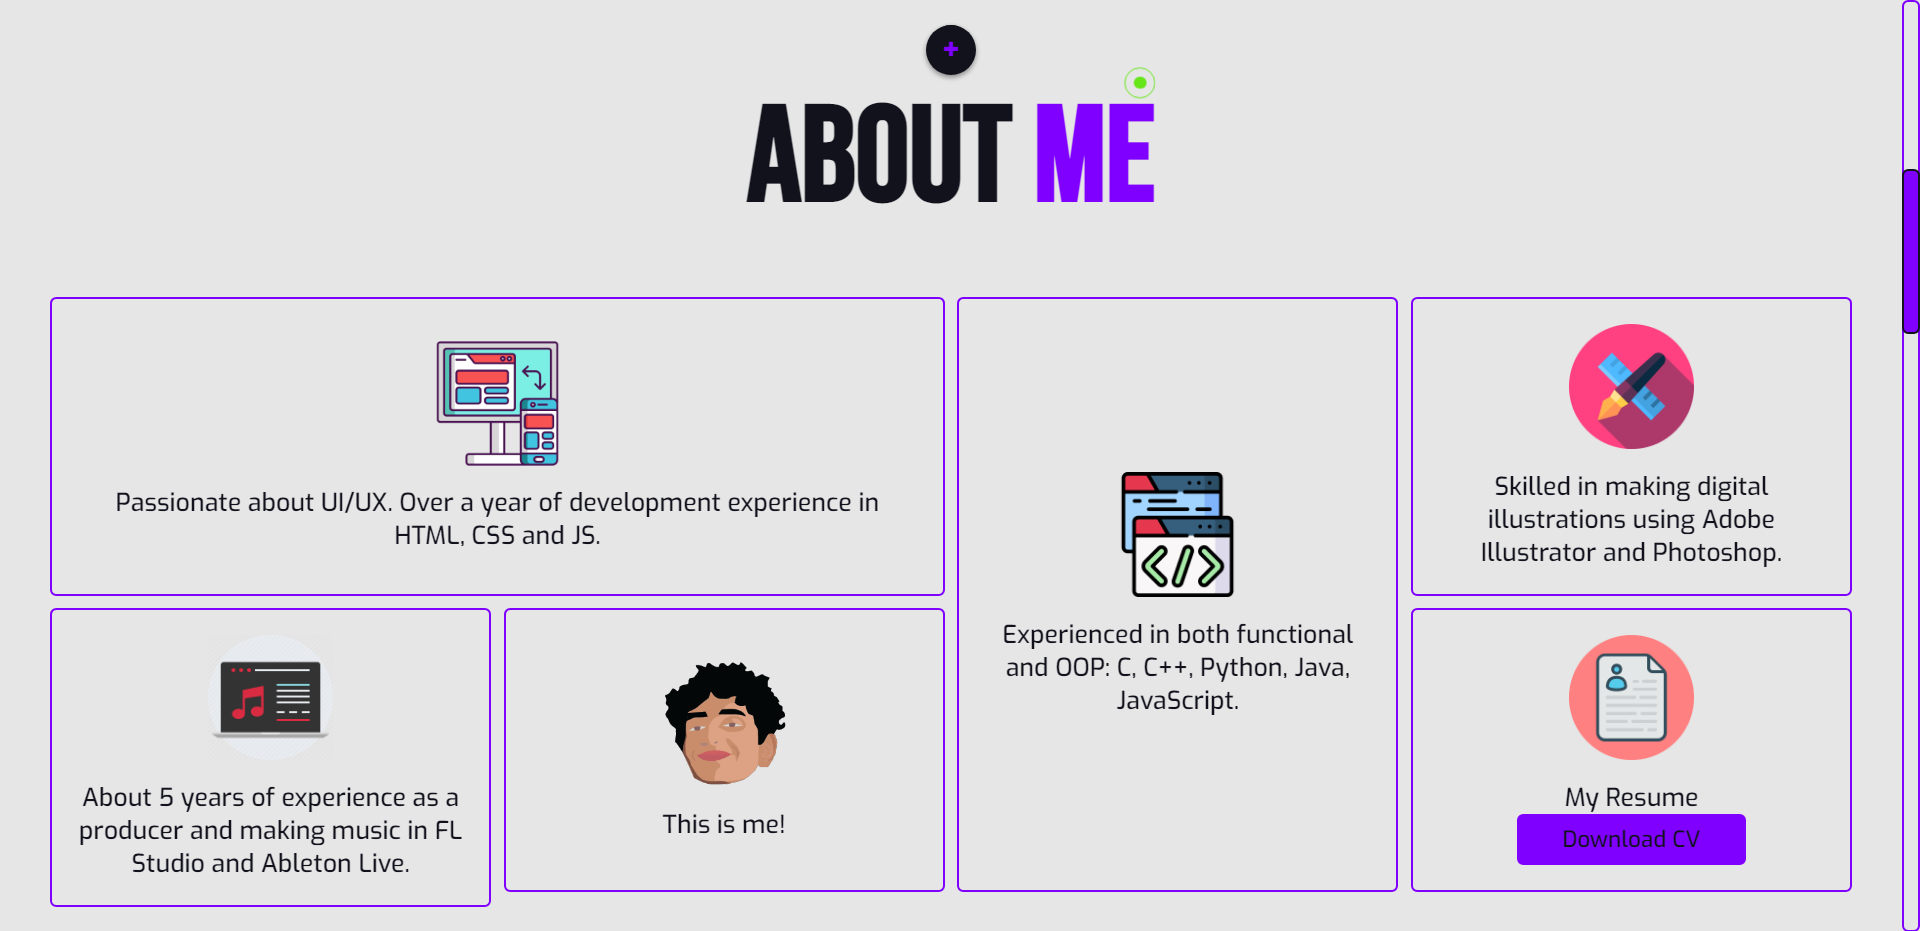 ABOUT ME
Passionate about UI/UX. Over a year of development experience in
HTML, CSS and JS.
Experienced in both functional
and OOP: C, C++, Python, Java,
JavaScript.
Skilled in making digital
illustrations using Adobe
Illustrator and Photoshop.
About 5 years of experience as a
producer and making music in FL
Studio and Ableton Live.
This is me!
My Resume
Download CV